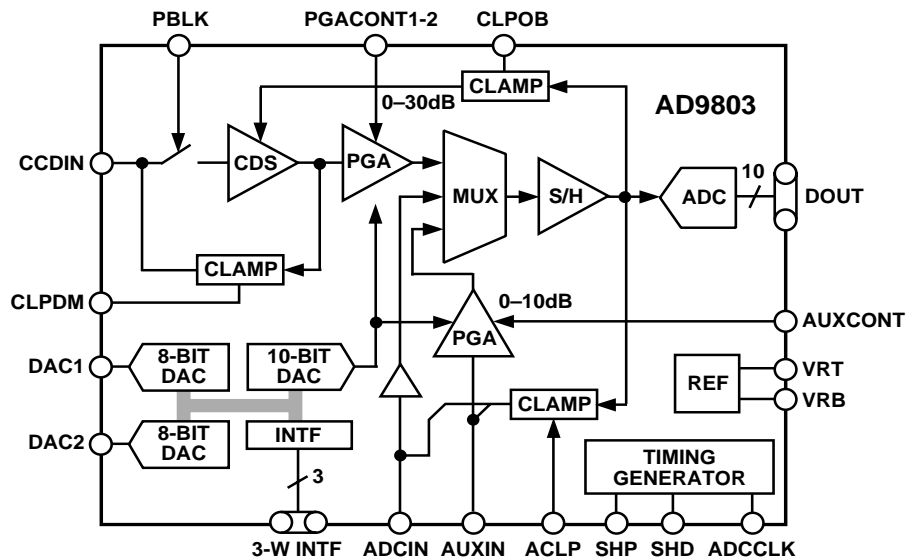 PBLK PGACONT1-2 CLPOB
CLAMP
0–30dB
AD9803
CCDIN
CDS
PGA
MUX
S/H
ADC
10
DOUT
CLAMP
CLPDM
0–10dB
PGA
AUXCONT
DAC1
8-BIT
DAC
10-BIT
DAC
REF
VRT
VRB
CLAMP
DAC2
8-BIT
DAC
INTF
3
TIMING
GENERATOR
3-W INTF ADCIN AUXIN ACLP SHP SHD ADCCLK